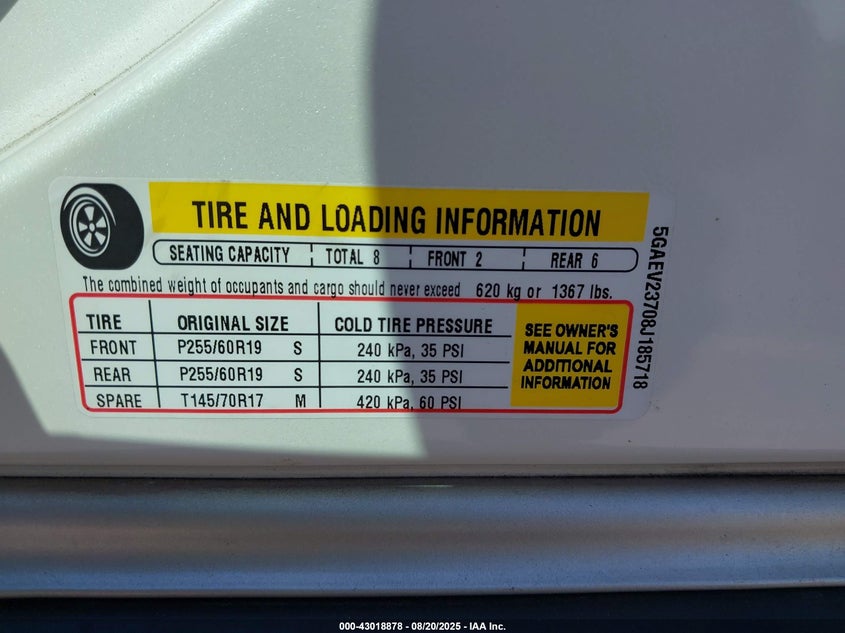 TIRE AND LOADING INFORMATION
SEATING CAPACITY TOTAL 8 FRONT 2 REAR 6
The combined weight of occupants and cargo should never exceed 620 kg or 1367 lbs.
TIRE ORIGINAL SIZE COLD TIRE PRESSURE
FRONT P255/60R19 S 240 kPa, 35 PSI
REAR P255/60R19 S 240 kPa, 35 PSI
SPARE T145/70R17 M 420 kPa, 60 PSI
SEE OWNER'S
MANUAL FOR
ADDITIONAL
INFORMATION
5GAEV23708J185718
000-43018878 - 08/20/2025 - IAA Inc.